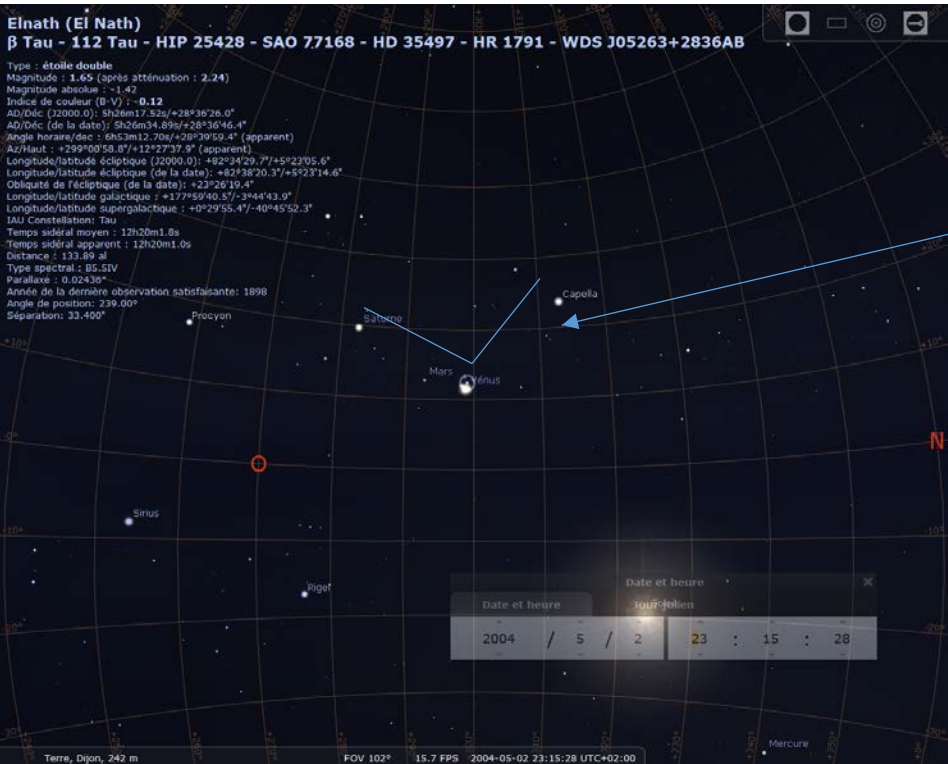 Elnath (El Nath)
β Tau - 112 Tau - HIP 25428 - SAO 77168 - HD 35497 - HR 1791 - WDS J05263+2836AB
Type : étoile double
Magnitude : 1.65 (après atténuation : 2.24)
Magnitude absolue : -1.42
Indice de couleur (B-V) : -0.12
AD/Déc (J2000.0): 5h26m17.52s/+28°36'26.0"
AD/Déc (de la date): 5h26m34.89s/+28°36'46.4"
Angle horaire/dec : 6h53m12.70s/+28°39'59.4" (apparent)
Az/Haut : +299°00'58.8"/+12°27'37.9" (apparent)
Longitude/latitude écliptique (J2000.0): +82°34'29.7"/+5°23'05.6"
Longitude/latitude écliptique (de la date): +82°38'20.3"/+5°23'14.6"
Obliquité de l'écliptique (de la date): +23°26'19.4"
Longitude/latitude galactique : +177°59'40.5"/-3°44'43.9"
Longitude/latitude supergalactique : +0°29'55.4"/-40°45'52.3"
IAU Constellation: Tau
Temps sidéral moyen : 12h20m1.8s
Temps sidéral apparent : 12h20m1.0s
Distance : 133.89 al
Type spectral : B5.5IV
Parallaxe : 0.02436"
Année de la dernière observation satisfaisante: 1898
Angle de position: 239.00°
Séparation: 33.400"
Capella
Procyon
Saturne
+10°
+10°
Mars
Vénus
N
Sirius
-10°
-10°
Rigel
Date et heure
Date et heure
Jour julien
2004 / 5 / 2 23 : 15 : 28
-20°
Mercure
Terre, Dijon, 242 m
FOV 102°
15.7 FPS
2004-05-02 23:15:28 UTC+02:00